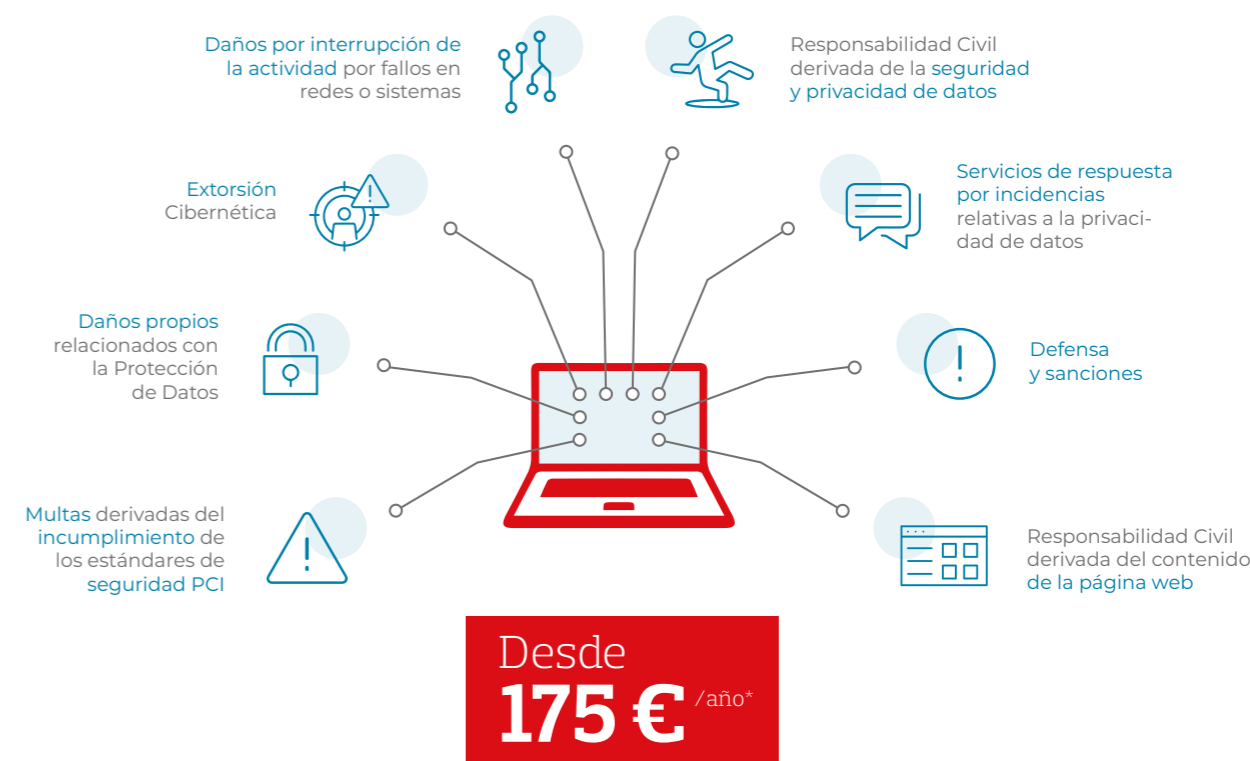 Daños por interrupción de
la actividad por fallos en
redes o sistemas
Responsabilidad Civil
derivada de la seguridad
y privacidad de datos
Extorsión
Cibernética
Servicios de respuesta
por incidencias
relativas a la privaci-
dad de datos
Daños propios
relacionados con
la Protección
de Datos
Defensa
y sanciones
Multas derivadas del
incumplimiento de
los estándares de
seguridad PCI
Responsabilidad Civil
derivada del contenido
de la página web
Desde
175 € /año*